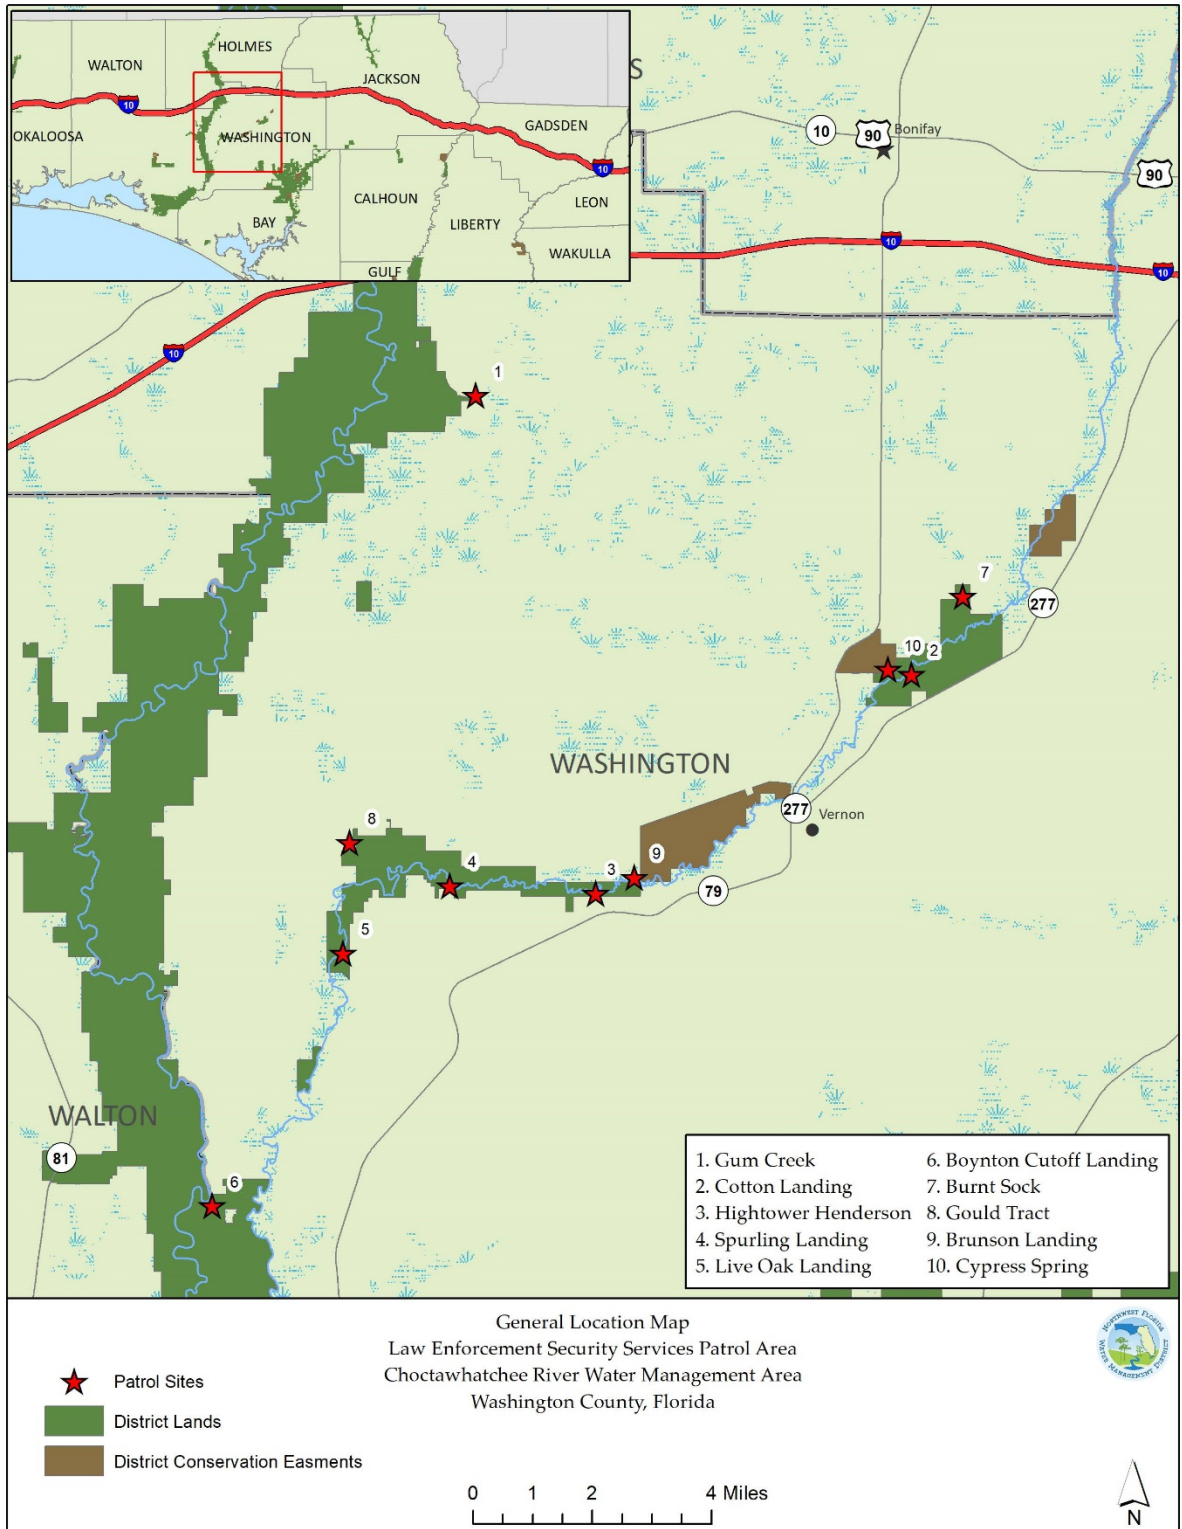 HOLMES
WALTON
JACKSON
10
GADSDEN
OKALOOSA
WASHINGTON
10
CALHOUN
LEON
LIBERTY
BAY
WAKULLA
GULF
S
10
90
Bonifay
90
10
10
10
1
7
277
10
2
WASHINGTON
277
Vernon
8
4
3
9
79
5
WALTON
81
6
1. Gum Creek
2. Cotton Landing
3. Hightower Henderson
4. Spurling Landing
5. Live Oak Landing
6. Boynton Cutoff Landing
7. Burnt Sock
8. Gould Tract
9. Brunson Landing
10. Cypress Spring
General Location Map
Law Enforcement Security Services Patrol Area
Choctawhatchee River Water Management Area
Washington County, Florida
NORTHWEST FLORIDA
WATER MANAGEMENT DISTRICT
Patrol Sites
District Lands
District Conservation Easments
0 1 2 4 Miles
N